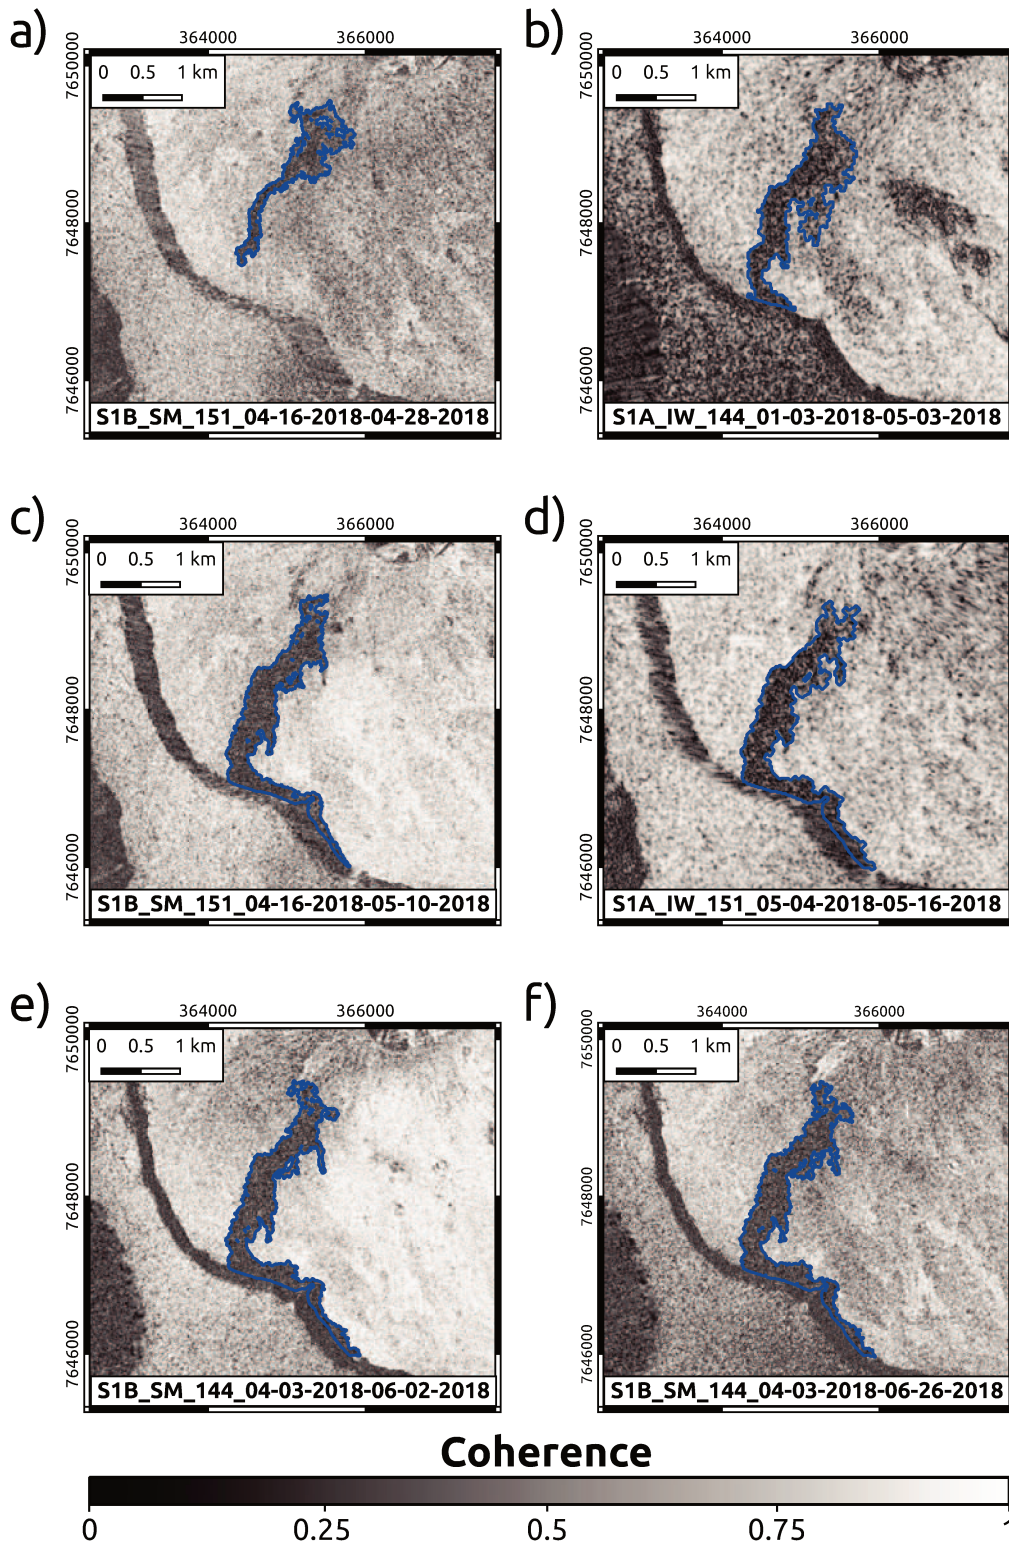 a)
364000 366000
7650000
7648000
7646000
0 0.5 1 km
S1B_SM_151_04-16-2018-04-28-2018
b)
364000 366000
7650000
7648000
7646000
0 0.5 1 km
S1A_IW_144_01-03-2018-05-03-2018
c)
364000 366000
7650000
7648000
7646000
0 0.5 1 km
S1B_SM_151_04-16-2018-05-10-2018
d)
364000 366000
7650000
7648000
7646000
0 0.5 1 km
S1A_IW_151_05-04-2018-05-16-2018
e)
364000 366000
7650000
7648000
7646000
0 0.5 1 km
S1B_SM_144_04-03-2018-06-02-2018
f)
364000 366000
7650000
7648000
7646000
0 0.5 1 km
S1B_SM_144_04-03-2018-06-26-2018
Coherence
0 0.25 0.5 0.75